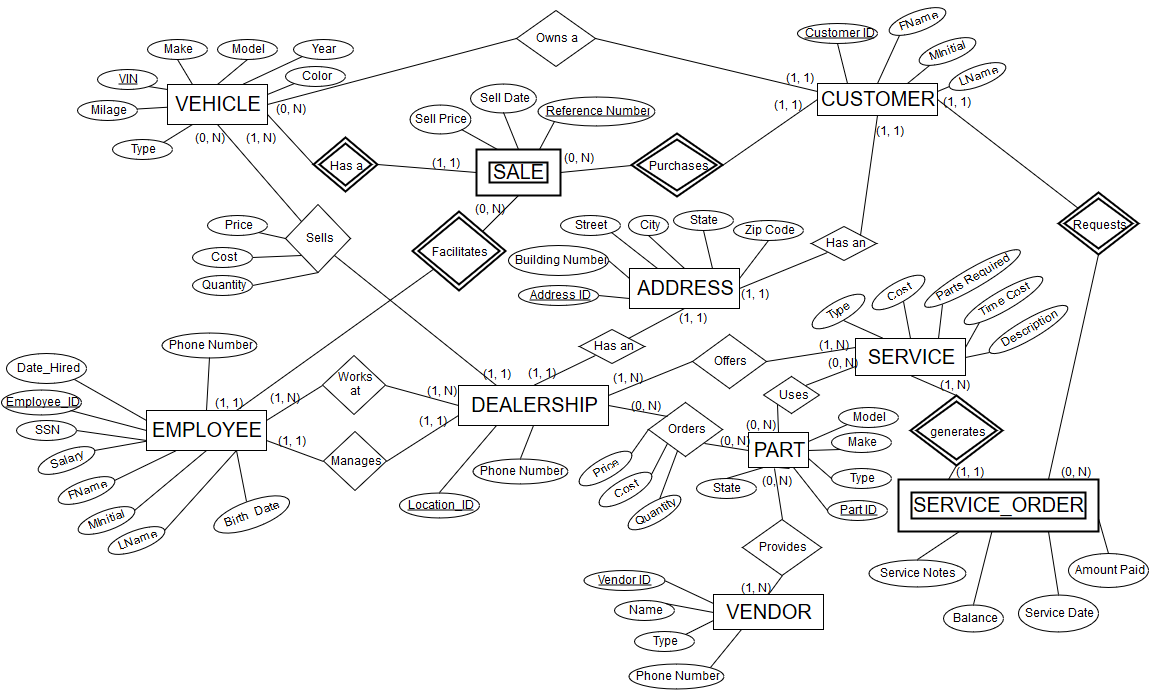 Owns a
FName
Customer ID
MInitial
LName
Make
Model
Year
VIN
Color
Milage
VEHICLE
Type
(0, N)
(0, N)
(1, N)
(1, 1)
(1, 1)
CUSTOMER
(1, 1)
(1, 1)
Sell Date
Sell Price
Reference Number
Has a
(1, 1)
SALE
(0, N)
Purchases
(0, N)
Price
Cost
Quantity
Sells
Facilitates
Street
City
State
Zip Code
Building Number
Address ID
ADDRESS
(1, 1)
(1, 1)
Has an
Requests
Has an
Type
Cost
Parts Required
Time Cost
Description
SERVICE
(1, N)
(0, N)
(1, N)
Offers
Phone Number
Date_Hired
Employee_ID
SSN
Salary
FName
MInitial
LName
Birth_Date
EMPLOYEE
(1, 1)
(1, N)
(1, 1)
Works
at
(1, N)
Manages
(1, 1)
(1, 1)
(1, 1)
(1, N)
DEALERSHIP
(0, N)
Phone Number
Location_ID
Orders
Price
Cost
Quantity
Uses
(0, N)
(0, N)
PART
(0, N)
Model
Make
Type
Part ID
State
generates
(1, 1)
(0, N)
SERVICE_ORDER
Service Notes
Balance
Service Date
Amount Paid
Provides
(1, N)
VENDOR
Vendor ID
Name
Type
Phone Number